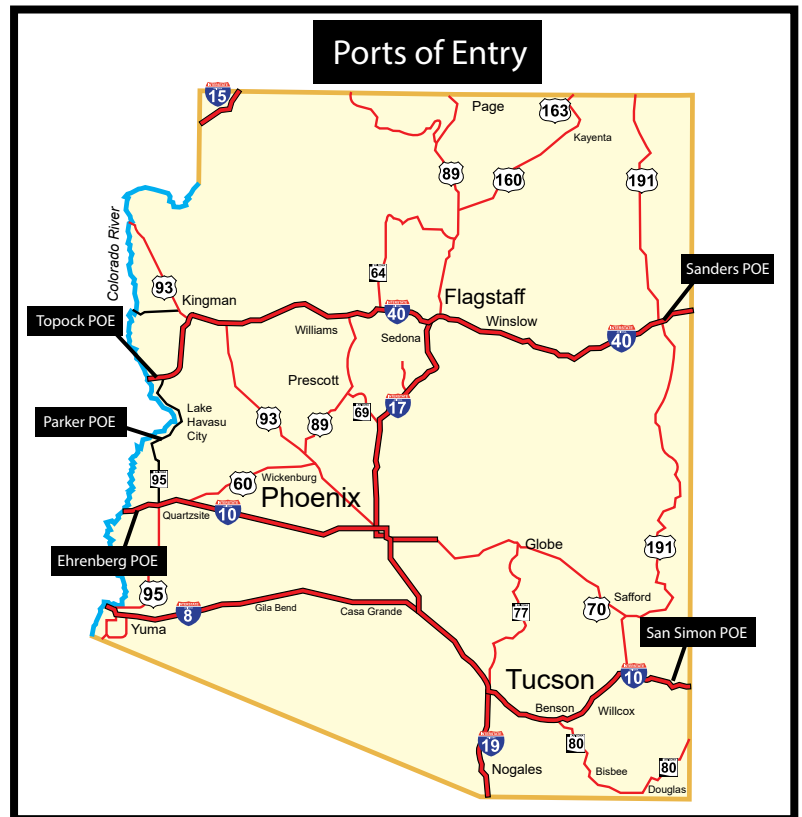 Ports of Entry
15
Page
163
Kayenta
89
160
191
Colorado River
Sanders POE
64
93
Kingman
Flagstaff
Topock POE
40
Williams
Winslow
Sedona
40
Prescott
Lake
Havasu
City
69
17
Parker POE
93
89
95
60
Wickenburg
Phoenix
Quartzsite
10
Ehrenberg POE
Globe
191
95
Safford
70
8
Gila Bend
Casa Grande
77
Yuma
San Simon POE
Tucson
10
Benson
Willcox
19
80
Nogales
Bisbee
80
Douglas